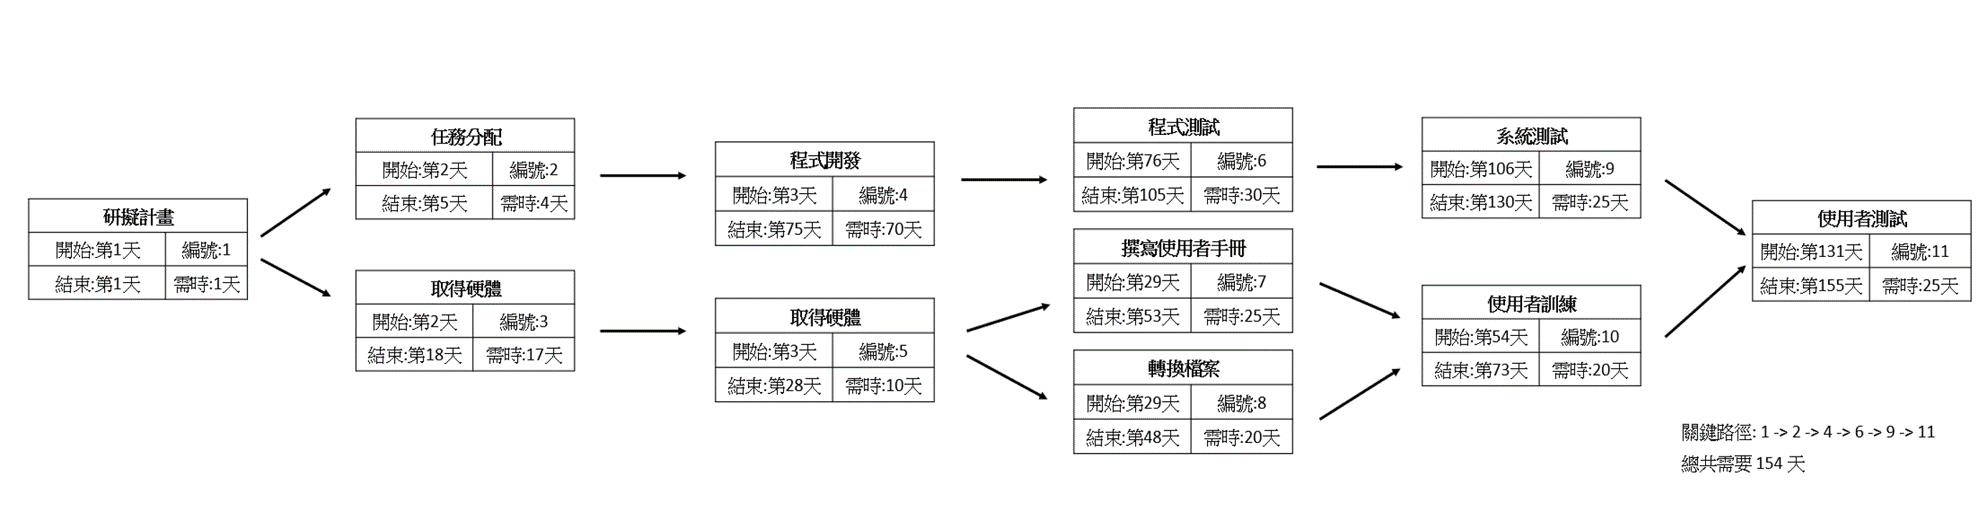 研擬計畫
開始:第1天 編號:1
結束:第1天 需時:1天
任務分配
開始:第2天 編號:2
結束:第5天 需時:4天
取得硬體
開始:第2天 編號:3
結束:第18天 需時:17天
程式開發
開始:第3天 編號:4
結束:第75天 需時:70天
取得硬體
開始:第3天 編號:5
結束:第28天 需時:10天
程式測試
開始:第76天 編號:6
結束:第105天 需時:30天
撰寫使用者手冊
開始:第29天 編號:7
結束:第53天 需時:25天
轉換檔案
開始:第29天 編號:8
結束:第48天 需時:20天
系統測試
開始:第106天 編號:9
結束:第130天 需時:25天
使用者訓練
開始:第54天 編號:10
結束:第73天 需時:20天
使用者測試
開始:第131天 編號:11
結束:第155天 需時:25天
關鍵路徑: 1 -> 2 -> 4 -> 6 -> 9 -> 11
總共需要 154 天